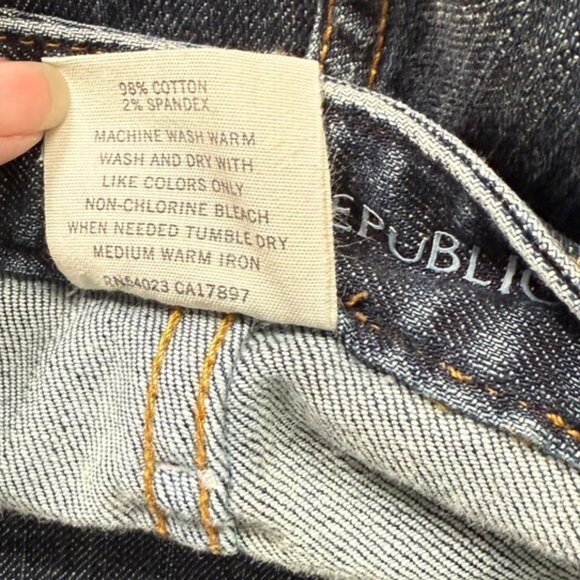 98% COTTON
2% SPANDEX
MACHINE WASH WARM
WASH AND DRY WITH
LIKE COLORS ONLY
NON-CHLORINE BLEACH
WHEN NEEDED TUMBLE DRY
MEDIUM WARM IRON
RN54023 CA17897
EPUBLIC